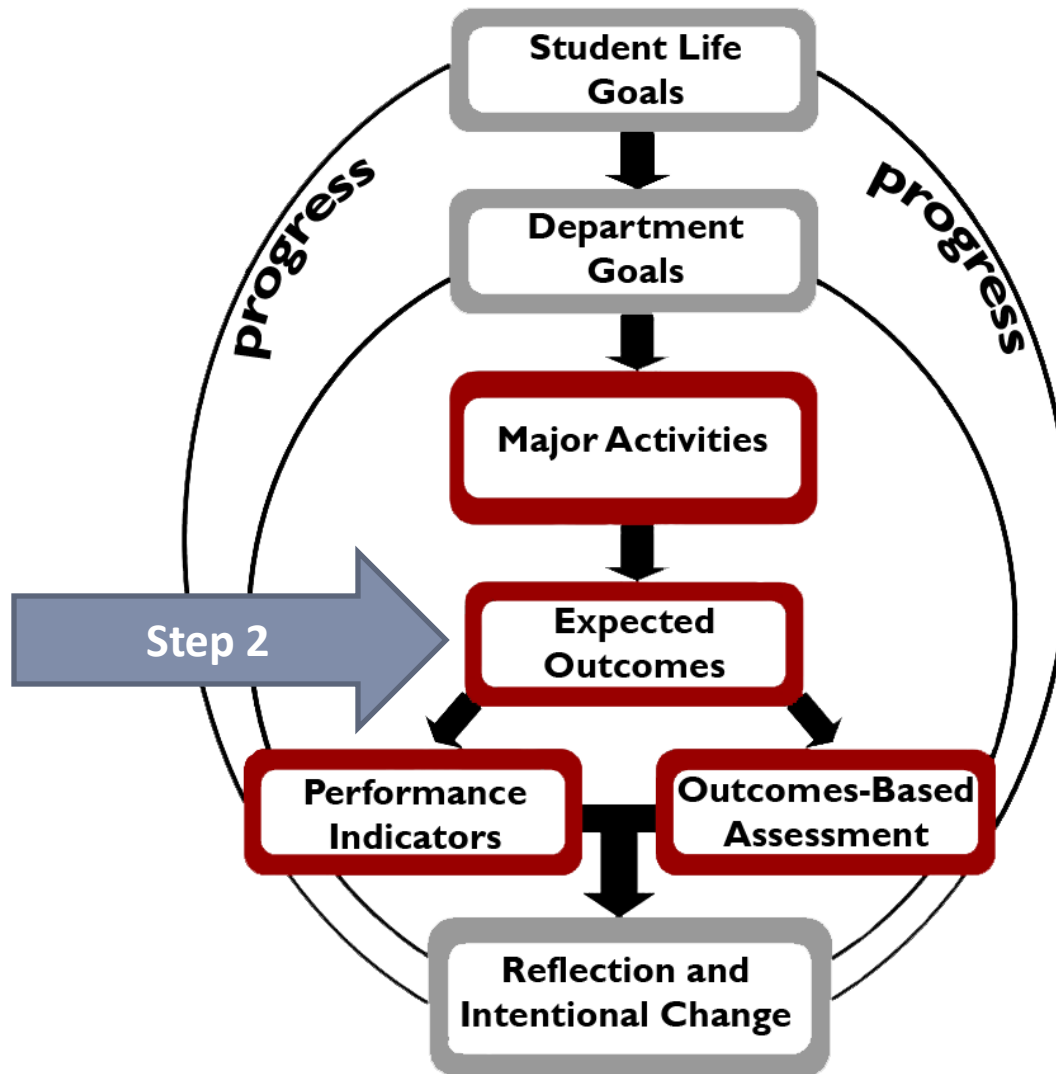 Student Life
Goals
progress
progress
Department
Goals
Major Activities
Step 2
Expected
Outcomes
Performance
Indicators
Outcomes-Based
Assessment
Reflection and
Intentional Change